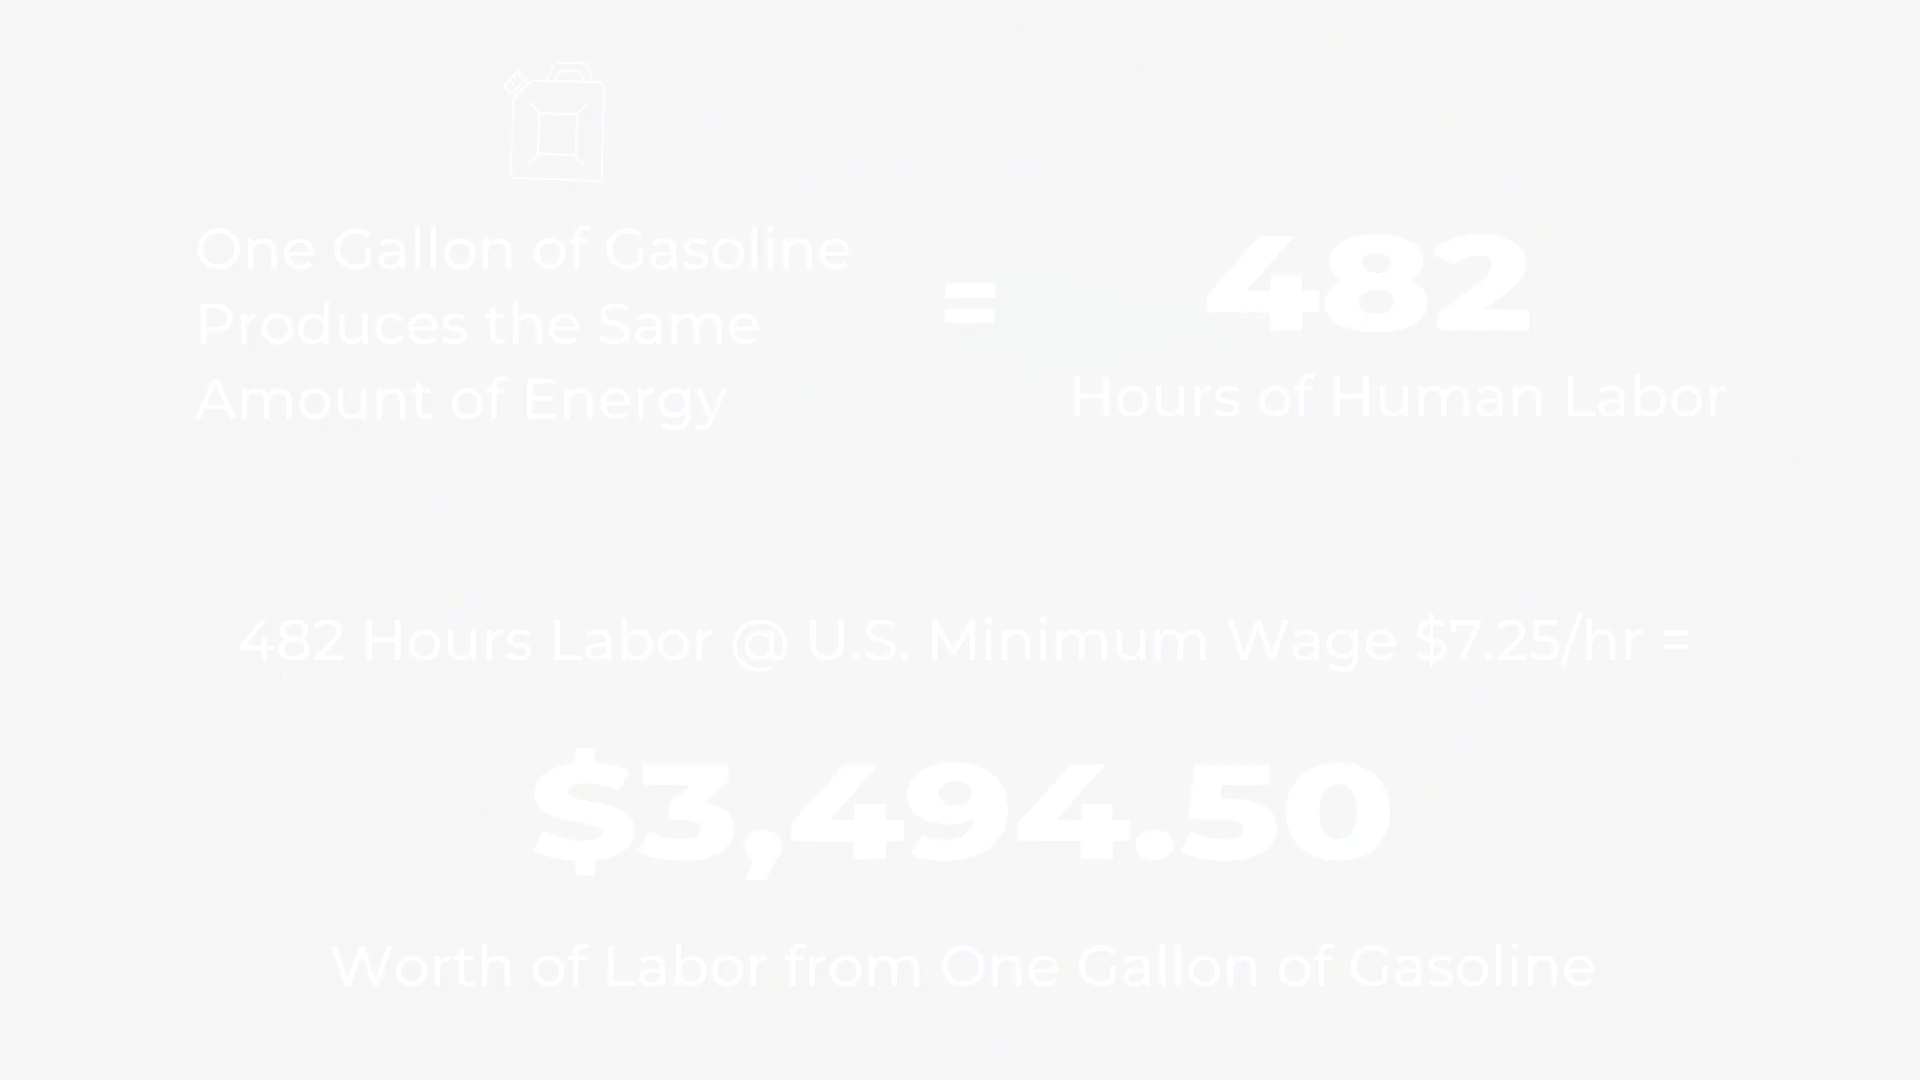 One Gallon of Gasoline
Produces the Same
Amount of Energy
=
482
Hours of Human Labor
482 Hours Labor @ U.S. Minimum Wage $7.25/hr =
$3,494.50
Worth of Labor from One Gallon of Gasoline